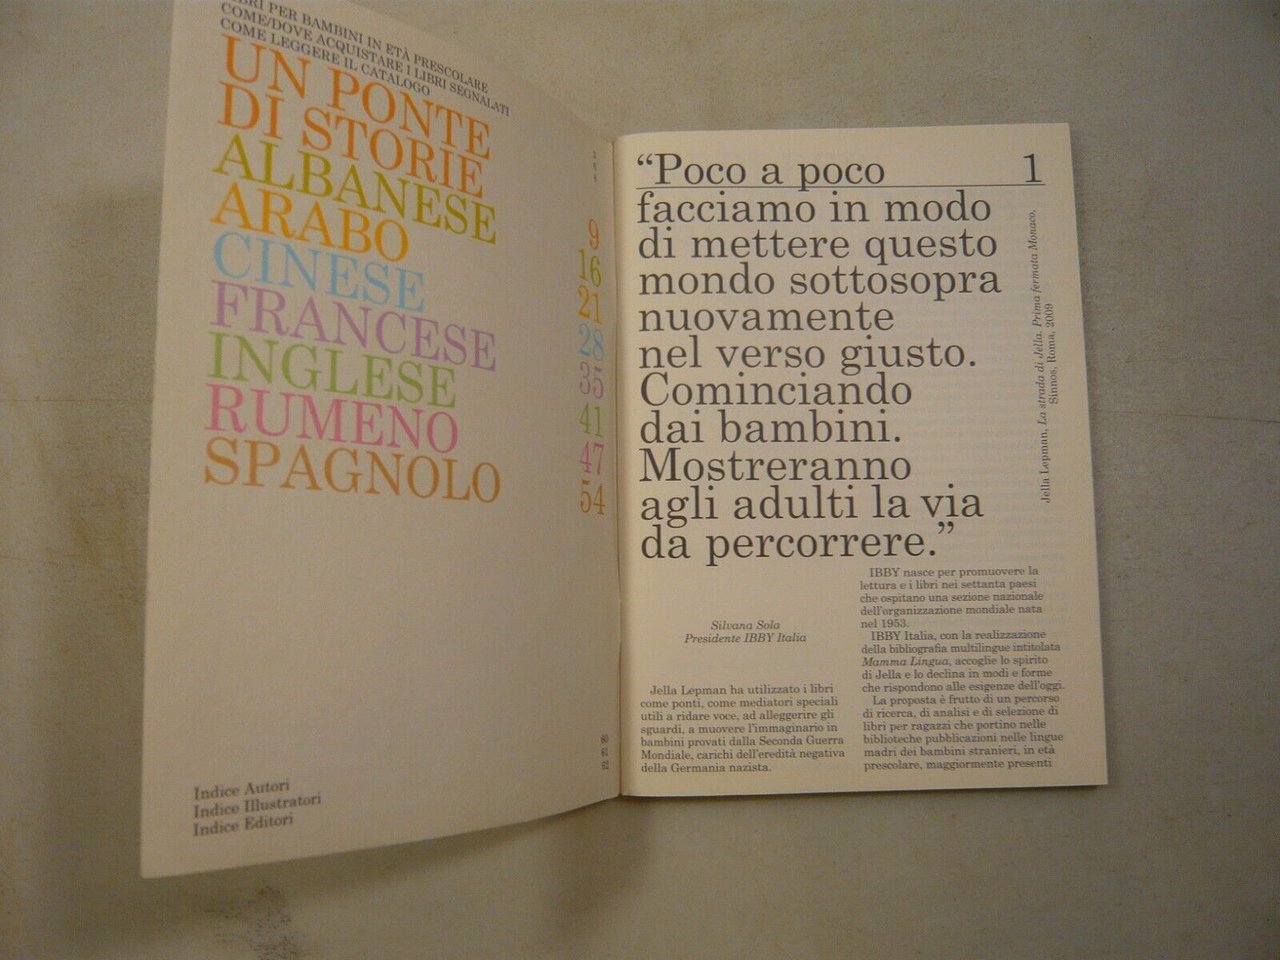 BRI PER BAMBINI IN ETÀ PRESCOLARE
COME/DOVE ACQUISTARE I LIBRI SEGNALATI
COME LEGGERE IL CATALOGO
UN PONTE
DI STORIE 9
ALBANESE 16
ARABO 21
CINESE 28
FRANCESE 35
INGLESE 41
RUMENO 47
SPAGNOLO 54
Indice Autori 60
Indice Illustratori 61
Indice Editori 62
“Poco a poco 1
facciamo in modo
di mettere questo
mondo sottosopra
nuovamente
nel verso giusto.
Cominciando
dai bambini.
Mostreranno
agli adulti la via
da percorrere.”
Jella Lepman, La strada di Jella. Prima fermata Monaco,
Sinnos, Roma, 2009
Silvana Sola
Presidente IBBY Italia
Jella Lepman ha utilizzato i libri
come ponti, come mediatori speciali
utili a ridare voce, ad alleggerire gli
sguardi, a muovere l'immaginario in
bambini provati dalla Seconda Guerra
Mondiale, carichi dell'eredità negativa
della Germania nazista.
IBBY nasce per promuovere la
lettura e i libri nei settanta paesi
che ospitano una sezione nazionale
dell'organizzazione mondiale nata
nel 1953.
IBBY Italia, con la realizzazione
della bibliografia multilingue intitolata
Mamma Lingua, accoglie lo spirito
di Jella e lo declina in modi e forme
che rispondono alle esigenze dell'oggi.
La proposta è frutto di un percorso
di ricerca, di analisi e di selezione di
libri per ragazzi che portino nelle
biblioteche pubblicazioni nelle lingue
madri dei bambini stranieri, in età
prescolare, maggiormente presenti